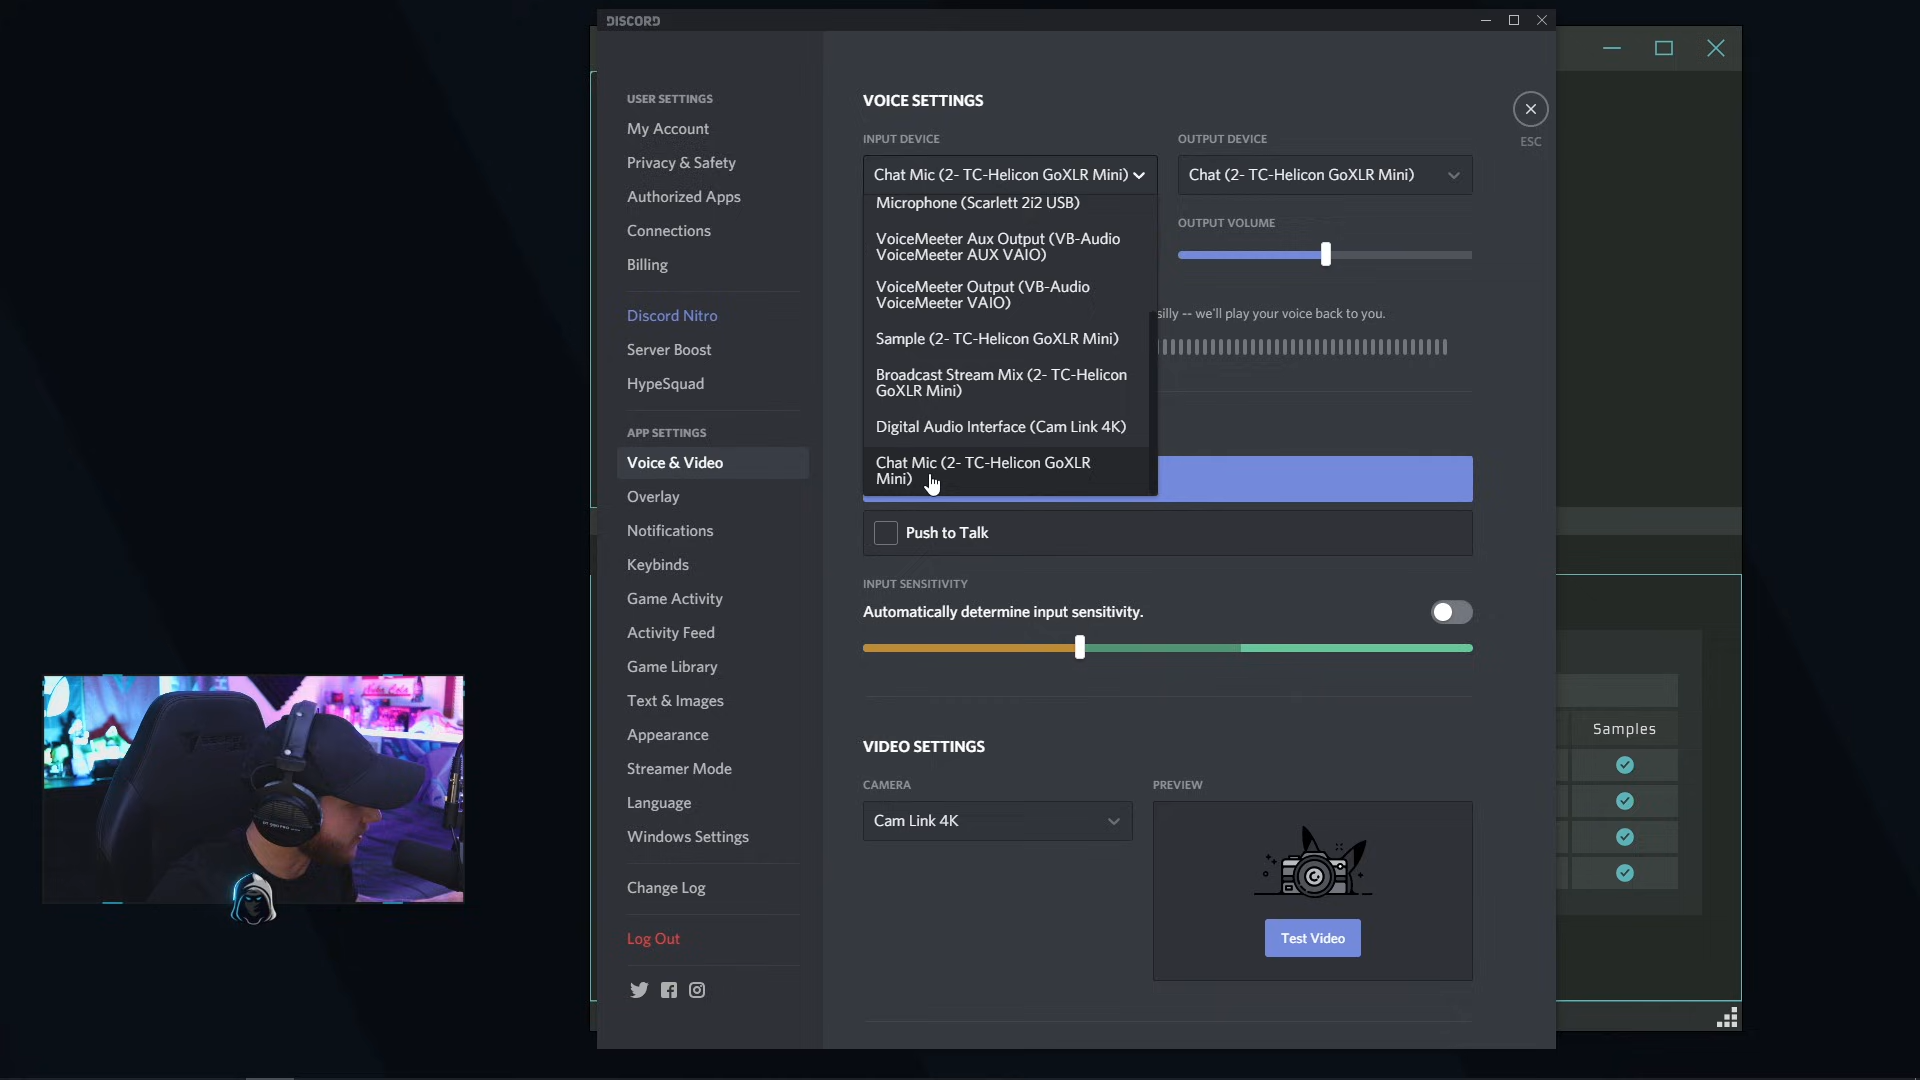 DISCORD
USER SETTINGS
My Account
Privacy & Safety
Authorized Apps
Connections
Billing
Discord Nitro
Server Boost
HypeSquad
APP SETTINGS
Voice & Video
Overlay
Notifications
Keybinds
Game Activity
Activity Feed
Game Library
Text & Images
Appearance
Streamer Mode
Language
Windows Settings
Change Log
Log Out
VOICE SETTINGS
INPUT DEVICE
Chat Mic (2- TC-Helicon GoXLR Mini)
Microphone (Scarlett 2i2 USB)
VoiceMeeter Aux Output (VB-Audio
VoiceMeeter AUX VAIO)
VoiceMeeter Output (VB-Audio
VoiceMeeter VAIO)
Sample (2- TC-Helicon GoXLR Mini)
Broadcast Stream Mix (2- TC-Helicon
GoXLR Mini)
Digital Audio Interface (Cam Link 4K)
Chat Mic (2- TC-Helicon GoXLR
Mini)
OUTPUT DEVICE
Chat (2- TC-Helicon GoXLR Mini)
OUTPUT VOLUME
silly -- we'll play your voice back to you.
Push to Talk
INPUT SENSITIVITY
Automatically determine input sensitivity.
VIDEO SETTINGS
CAMERA
Cam Link 4K
PREVIEW
Test Video
ESC
Samples